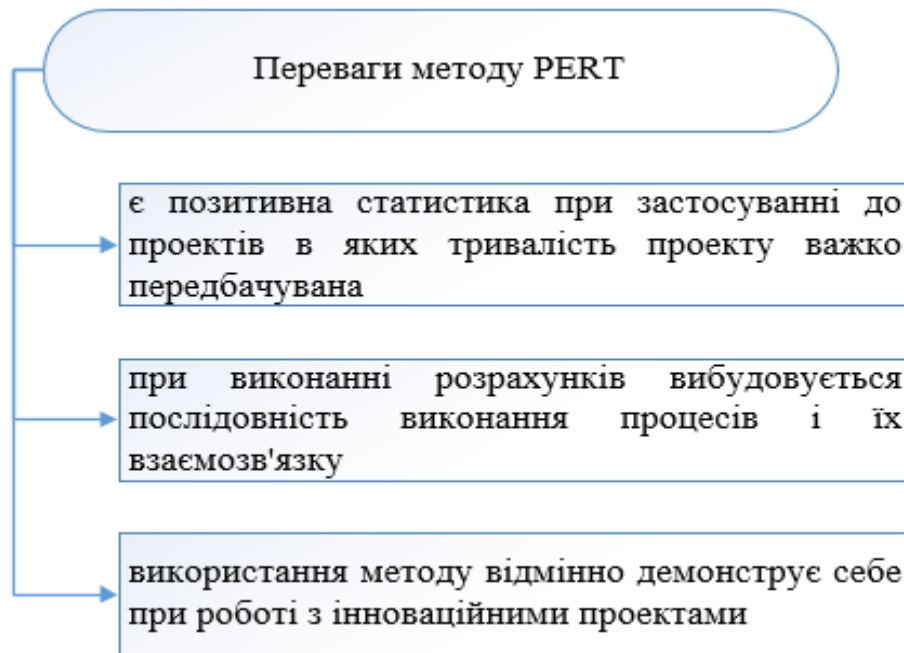 Переваги методу PERT
є позитивна статистика при застосуванні до
проектів в яких тривалість проекту важко
передбачувана
при виконанні розрахунків вибудовується
послідовність виконання процесів і їх
взаємозв'язку
використання методу відмінно демонструє себе
при роботі з інноваційними проектами